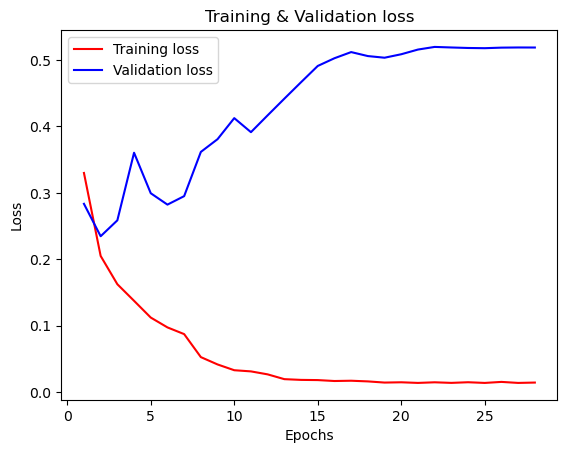 Training & Validation loss
Training loss
Validation loss
0.5
0.4
0.3
0.2
0.1
0.0
Loss
0
5
10
15
20
25
Epochs